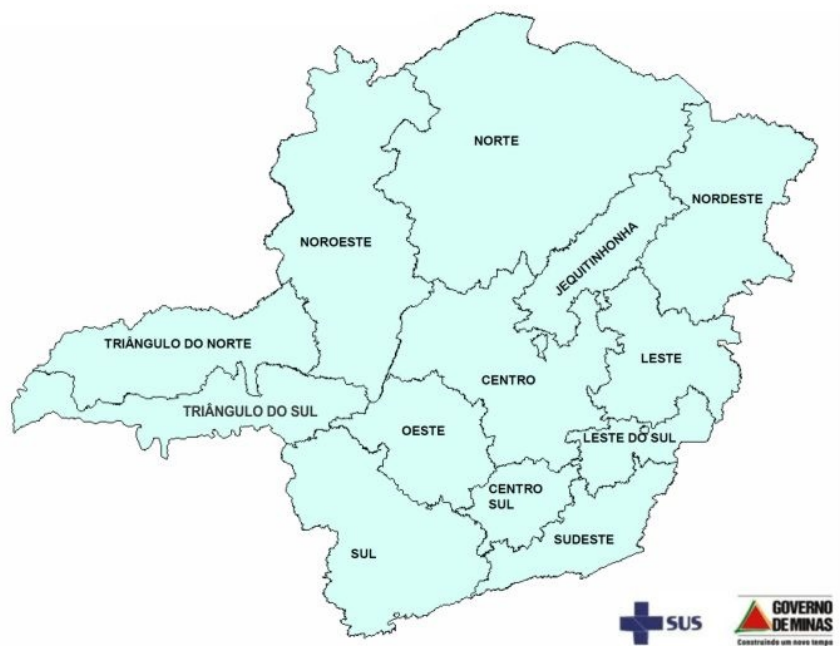 NORTE
NORDESTE
NOROESTE
JEQUITINHONHA
TRIÂNGULO DO NORTE
LESTE
CENTRO
TRIÂNGULO DO SUL
OESTE
LESTE DO SUL
CENTRO
SUL
SUDESTE
SUL
SUS
GOVERNO
DE MINAS
Construindo um novo tempo